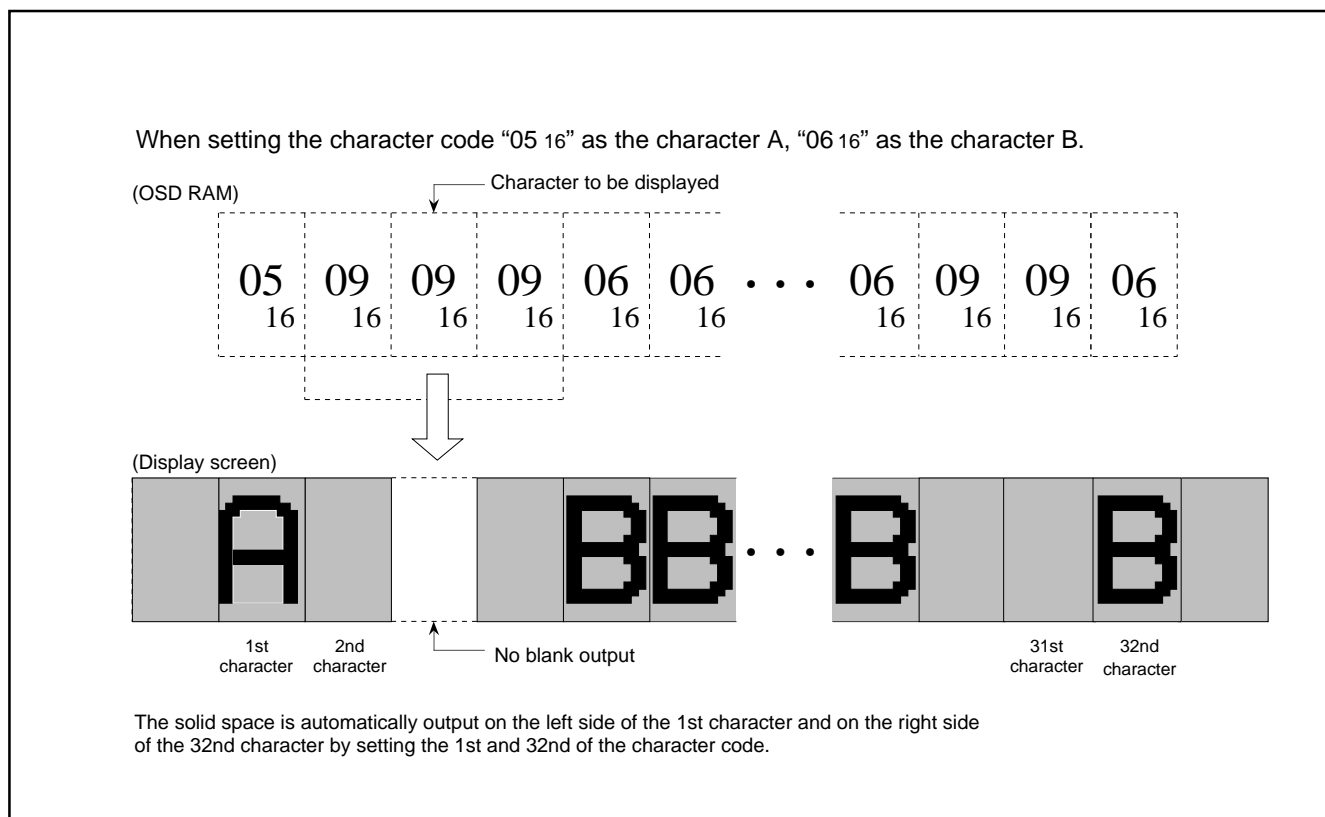 When setting the character code “05 16” as the character A, “06 16” as the character B.
(OSD RAM)
Character to be displayed
05 09 09 09 06 06 • • • 06 09 09 06
16 16 16 16 16 16 16 16 16 16
(Display screen)
A B B • • • B B
1st character
2nd character
No blank output
31st character
32nd character
The solid space is automatically output on the left side of the 1st character and on the right side
of the 32nd character by setting the 1st and 32nd of the character code.